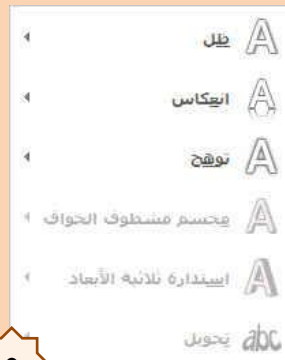 ظل
انعكاس
توهج
مجسم مشطوف الحواف
استدارة ثلاثية الأبعاد
تحويل